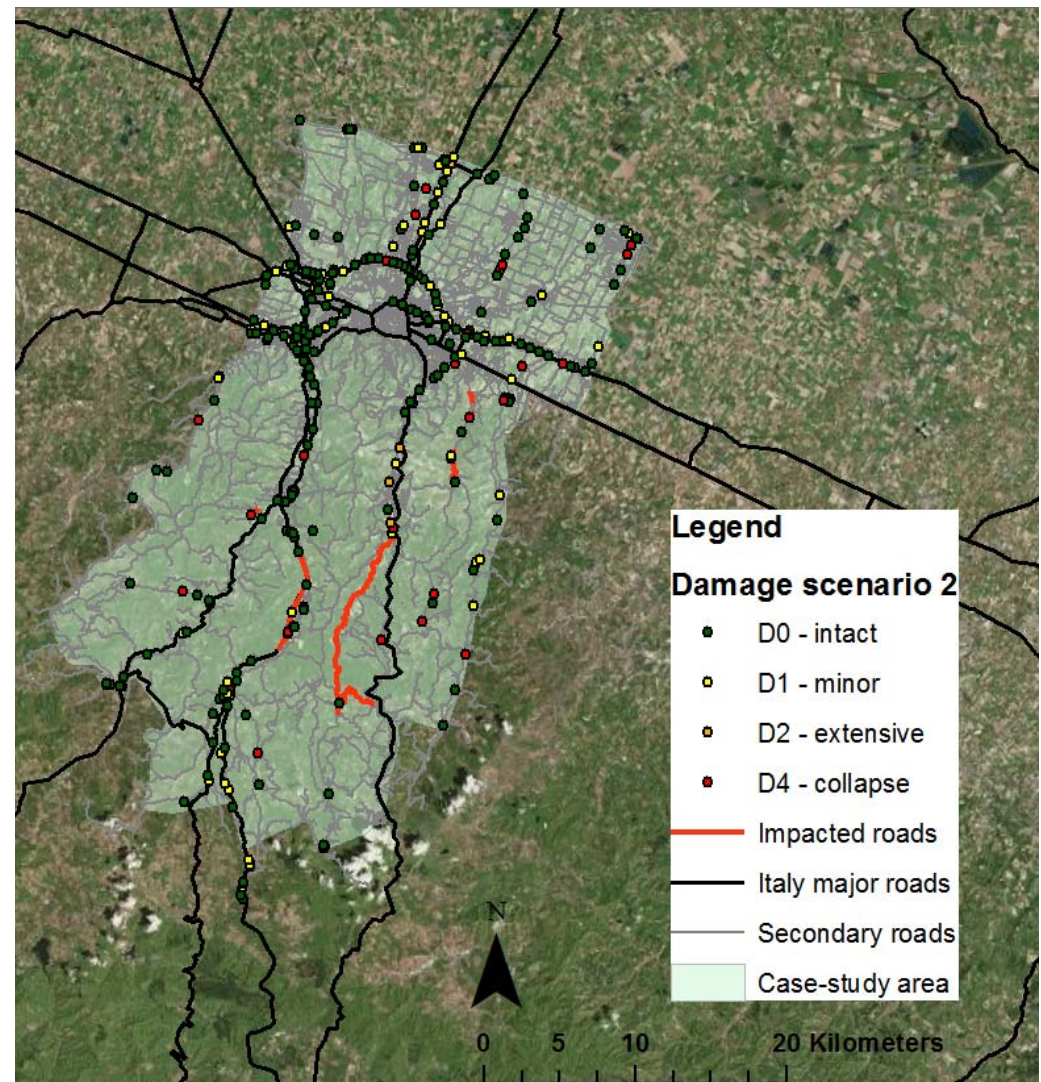 Legend
Damage scenario 2
D0 - intact
D1 - minor
D2 - extensive
D4 - collapse
Impacted roads
Italy major roads
Secondary roads
Case-study area
N
0 5 10 20 Kilometers